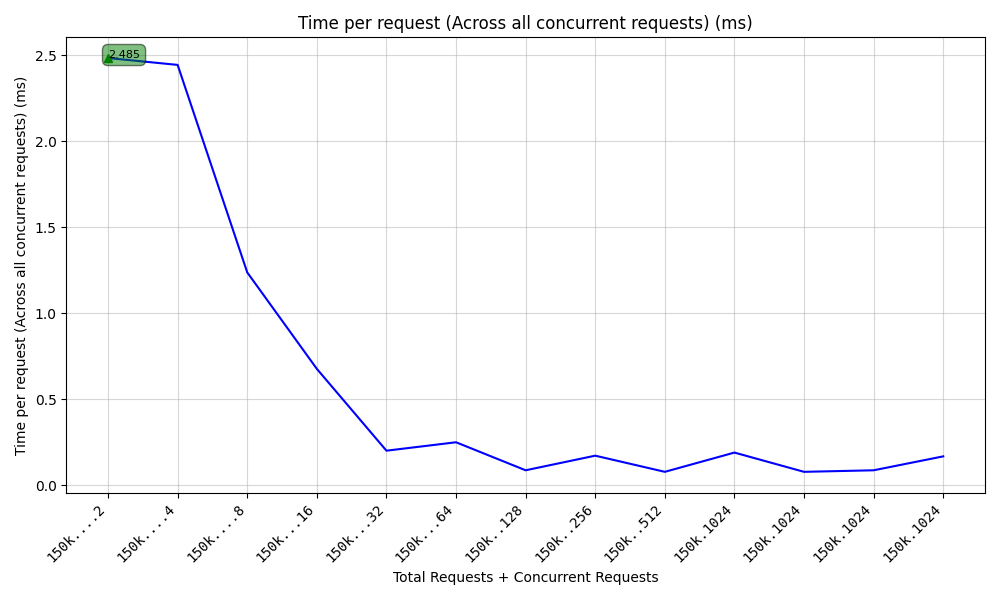 Time per request (Across all concurrent requests) (ms)
2.485
Time per request (Across all concurrent requests) (ms)
2.5
2.0
1.5
1.0
0.5
0.0
150k....2
150k....4
150k....8
150k...16
150k...32
150k...64
150k..128
150k..256
150k..512
150k.1024
150k.1024
150k.1024
150k.1024
Total Requests + Concurrent Requests